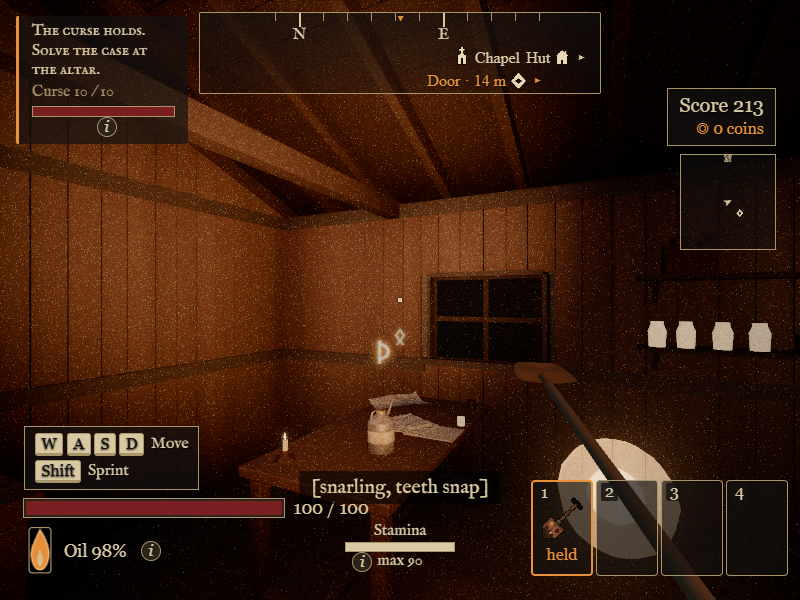 The curse holds.
Solve the case at
the altar.
Curse 10/10
i
N
E
Chapel Hut
Door · 14 m
Score 213
0 coins
N
ᚦ ᛟ
W A S D Move
Shift Sprint
[snarling, teeth snap]
100 / 100
Oil 98% i
Stamina
i max 90
1
held
2
3
4